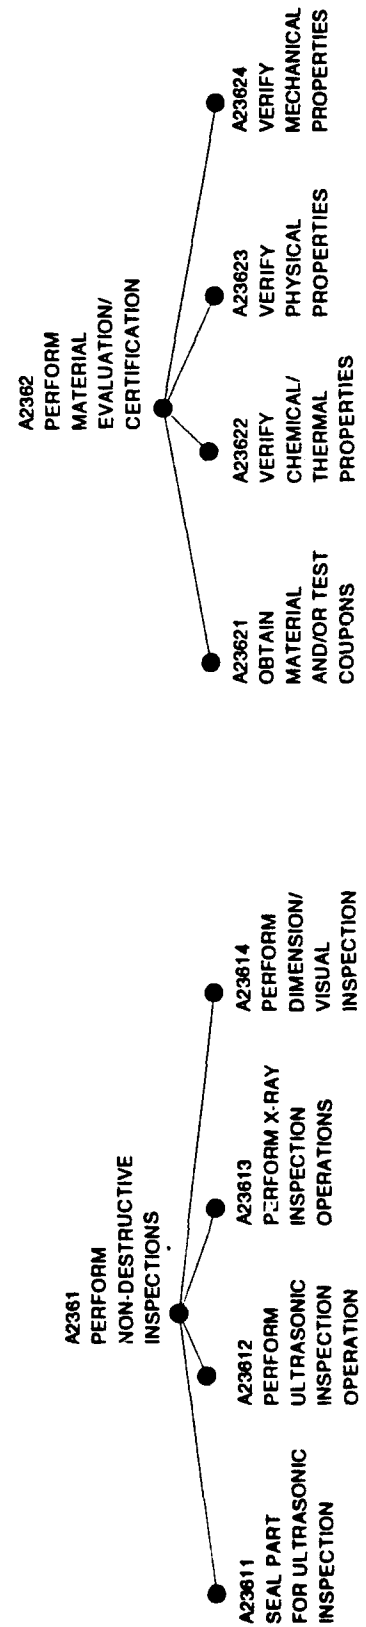 A2361
PERFORM
NON-DESTRUCTIVE
INSPECTIONS
A23611
SEAL PART
FOR ULTRASONIC
INSPECTION
A23612
PERFORM
ULTRASONIC
INSPECTION
OPERATION
A23613
PERFORM X-RAY
INSPECTION
OPERATIONS
A23614
PERFORM
DIMENSION/
VISUAL
INSPECTION
A2362
PERFORM
MATERIAL
EVALUATION/
CERTIFICATION
A23621
OBTAIN
MATERIAL
AND/OR TEST
COUPONS
A23622
VERIFY
CHEMICAL/
THERMAL
PROPERTIES
A23623
VERIFY
PHYSICAL
PROPERTIES
A23624
VERIFY
MECHANICAL
PROPERTIES